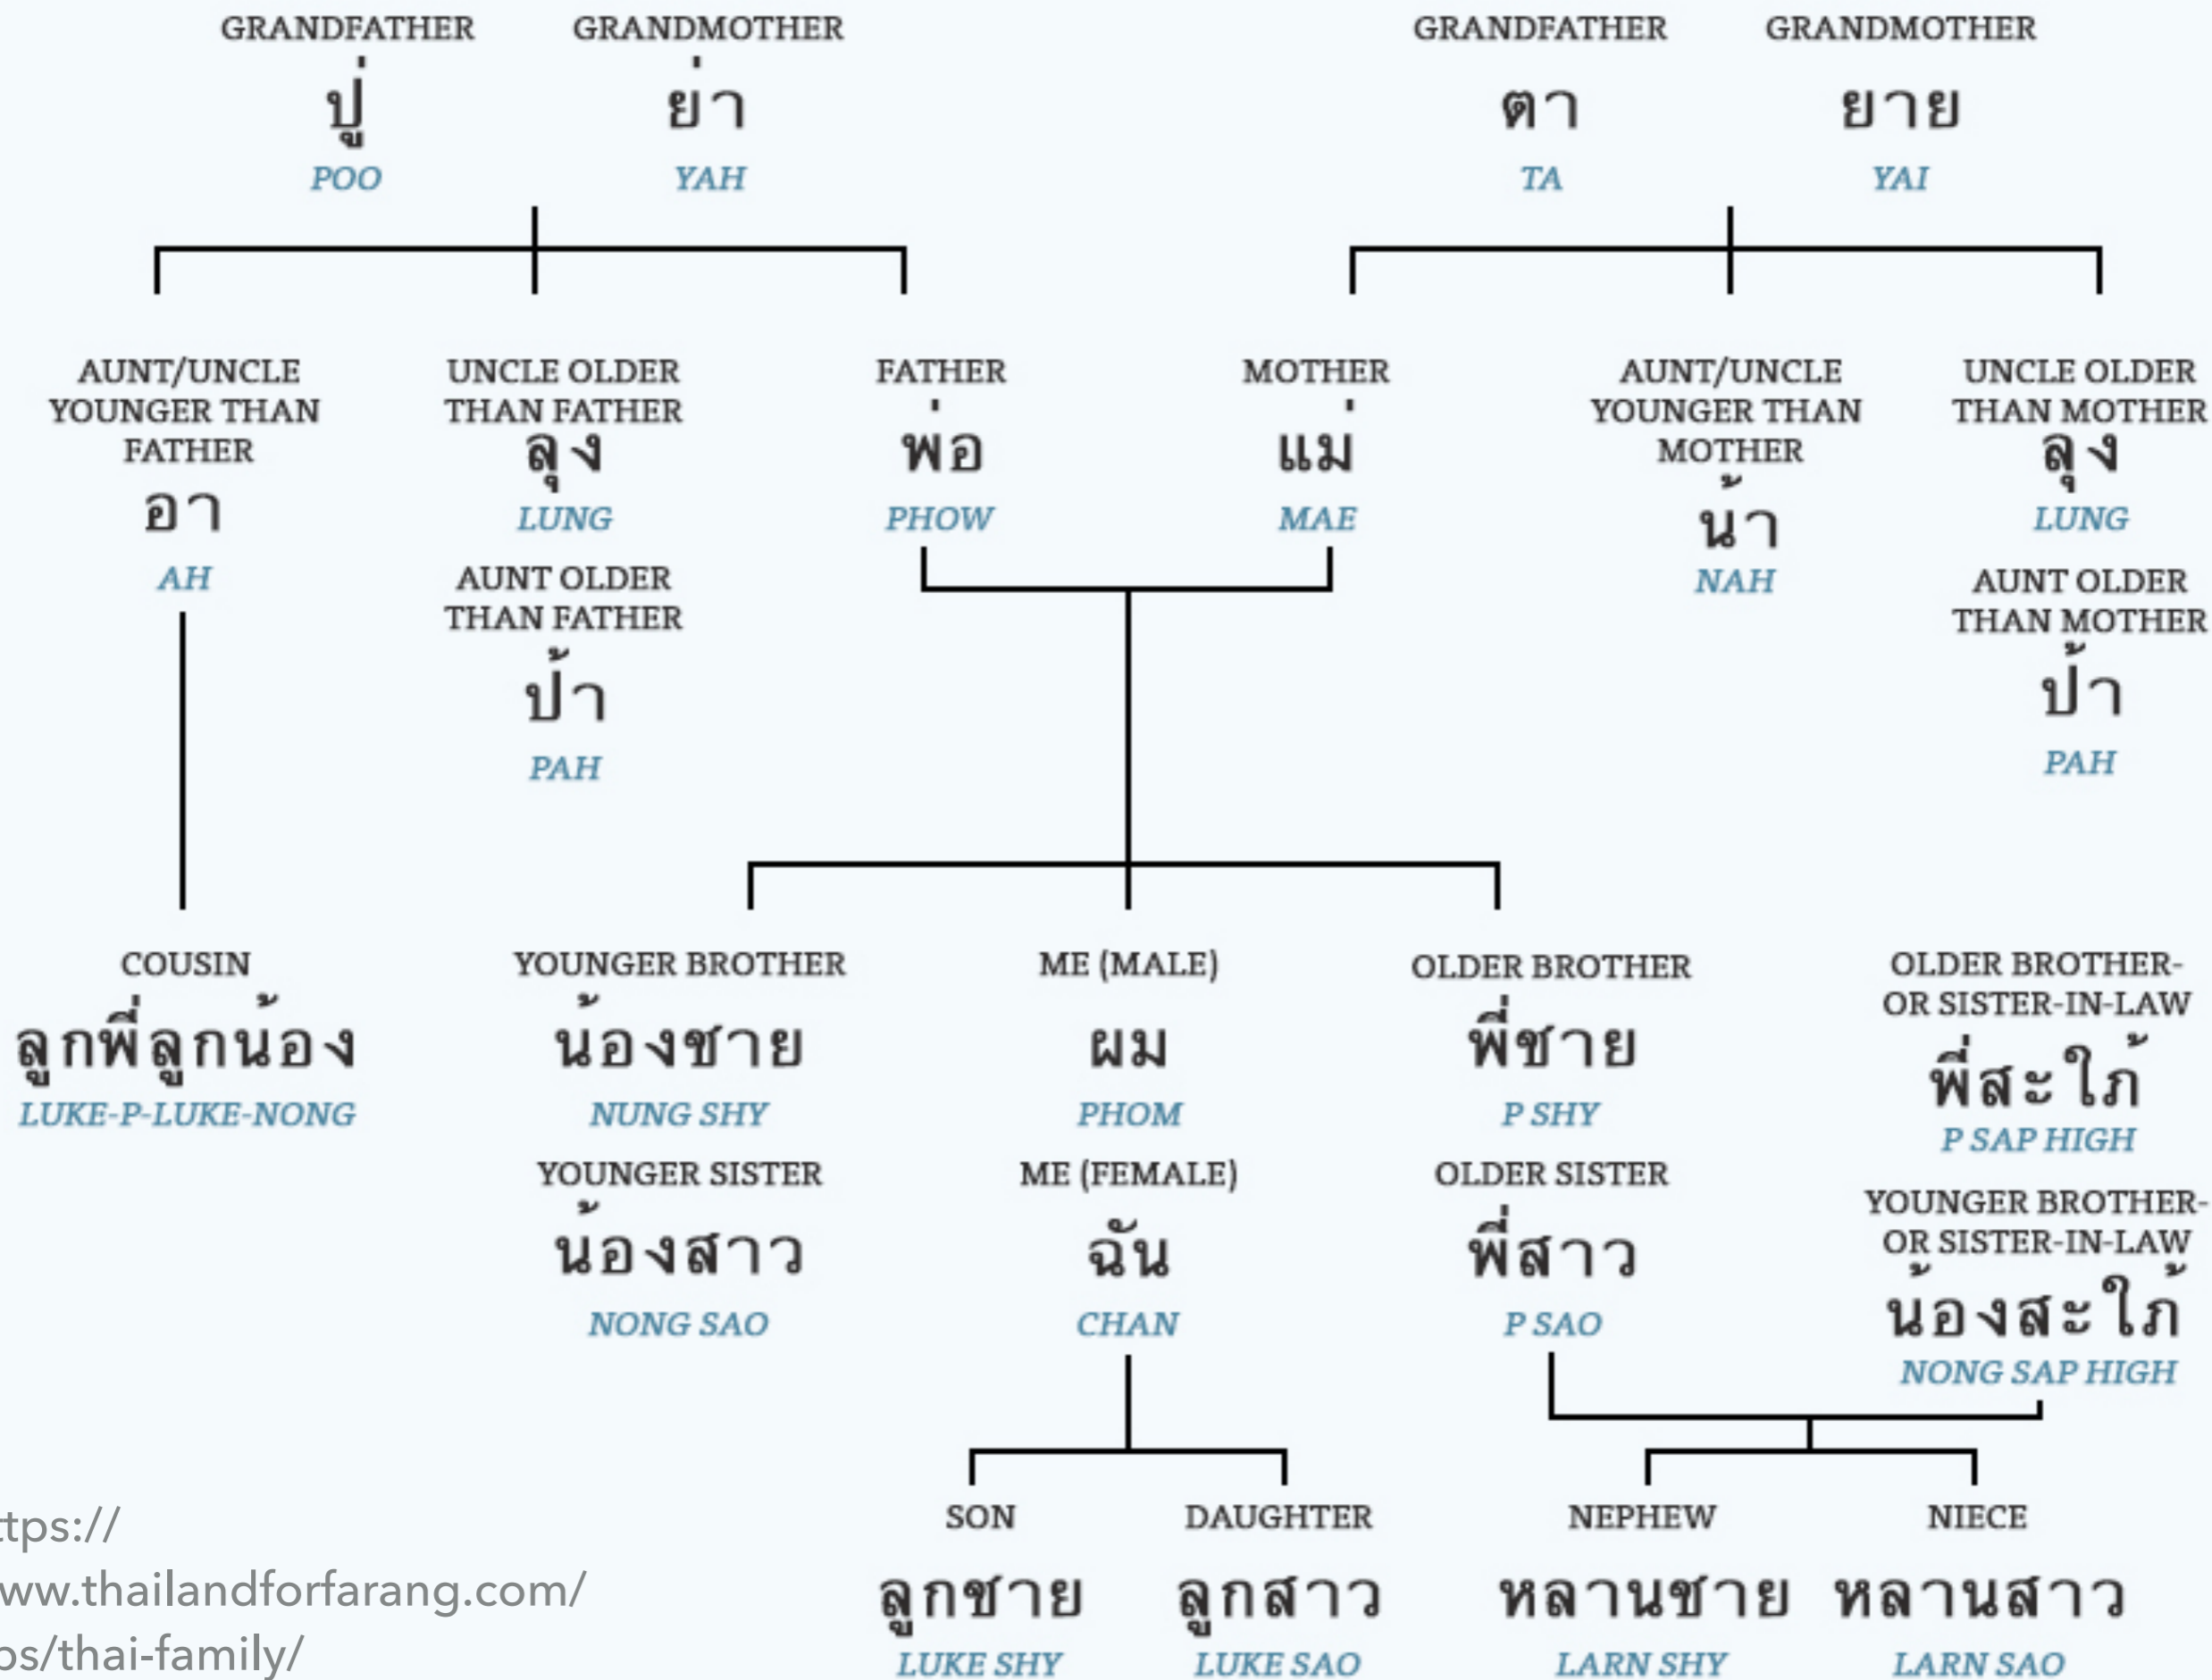 GRANDFATHER
ปู่
POO
GRANDMOTHER
ย่า
YAH
GRANDFATHER
ตา
TA
GRANDMOTHER
ยาย
YAI
AUNT/UNCLE
YOUNGER THAN
FATHER
อา
AH
UNCLE OLDER
THAN FATHER
ลุง
LUNG
AUNT OLDER
THAN FATHER
ป้า
PAH
FATHER
พ่อ
PHOW
MOTHER
แม่
MAE
AUNT/UNCLE
YOUNGER THAN
MOTHER
น้า
NAH
UNCLE OLDER
THAN MOTHER
ลุง
LUNG
AUNT OLDER
THAN MOTHER
ป้า
PAH
COUSIN
ลูกพี่ลูกน้อง
LUKE-P-LUKE-NONG
YOUNGER BROTHER
น้องชาย
NUNG SHY
YOUNGER SISTER
น้องสาว
NONG SAO
ME (MALE)
ผม
PHOM
ME (FEMALE)
ฉัน
CHAN
OLDER BROTHER
พี่ชาย
P SHY
OLDER SISTER
พี่สาว
P SAO
OLDER BROTHER-
OR SISTER-IN-LAW
พี่สะใภ้
P SAP HIGH
YOUNGER BROTHER-
OR SISTER-IN-LAW
น้องสะใภ้
NONG SAP HIGH
SON
ลูกชาย
LUKE SHY
DAUGHTER
ลูกสาว
LUKE SAO
NEPHEW
หลานชาย
LARN SHY
NIECE
หลานสาว
LARN SAO
ttps://
ww.thailandforfarang.com/
ps/thai-family/